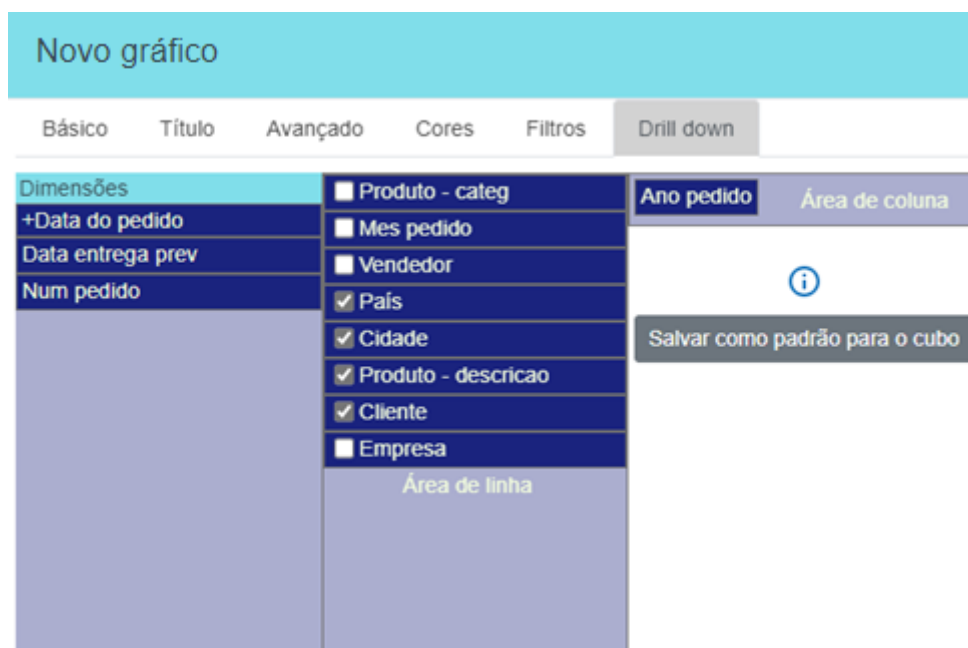 Novo gráfico
Básico Título Avançado Cores Filtros Drill down
Dimensões
+Data do pedido
Data entrega prev
Num pedido
Produto - categ
Mes pedido
Vendedor
País
Cidade
Produto - descricao
Cliente
Empresa
Área de linha
Ano pedido Área de coluna
Salvar como padrão para o cubo